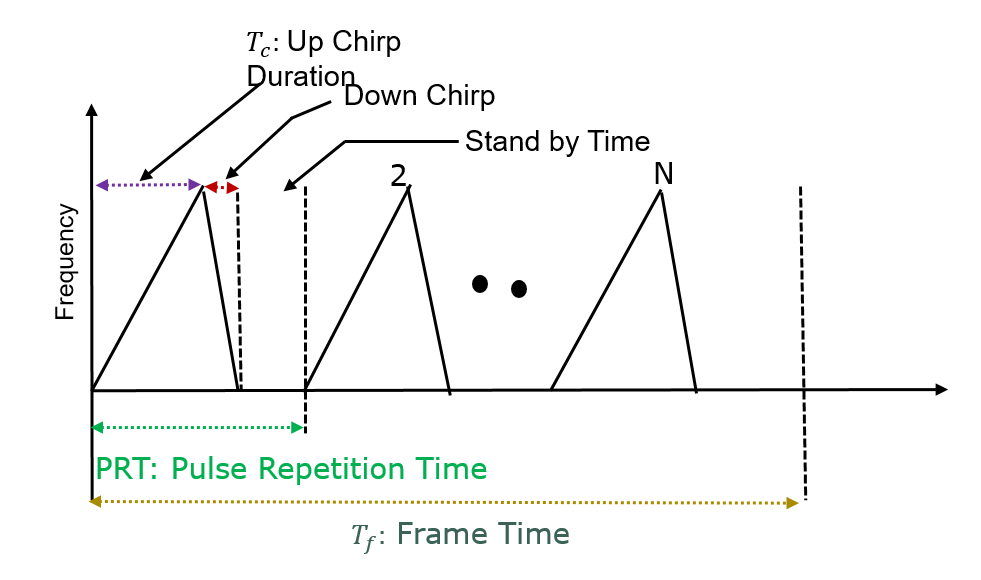 T_c: Up Chirp
Duration
Down Chirp
Stand by Time
2
N
Frequency
PRT: Pulse Repetition Time
T_f: Frame Time